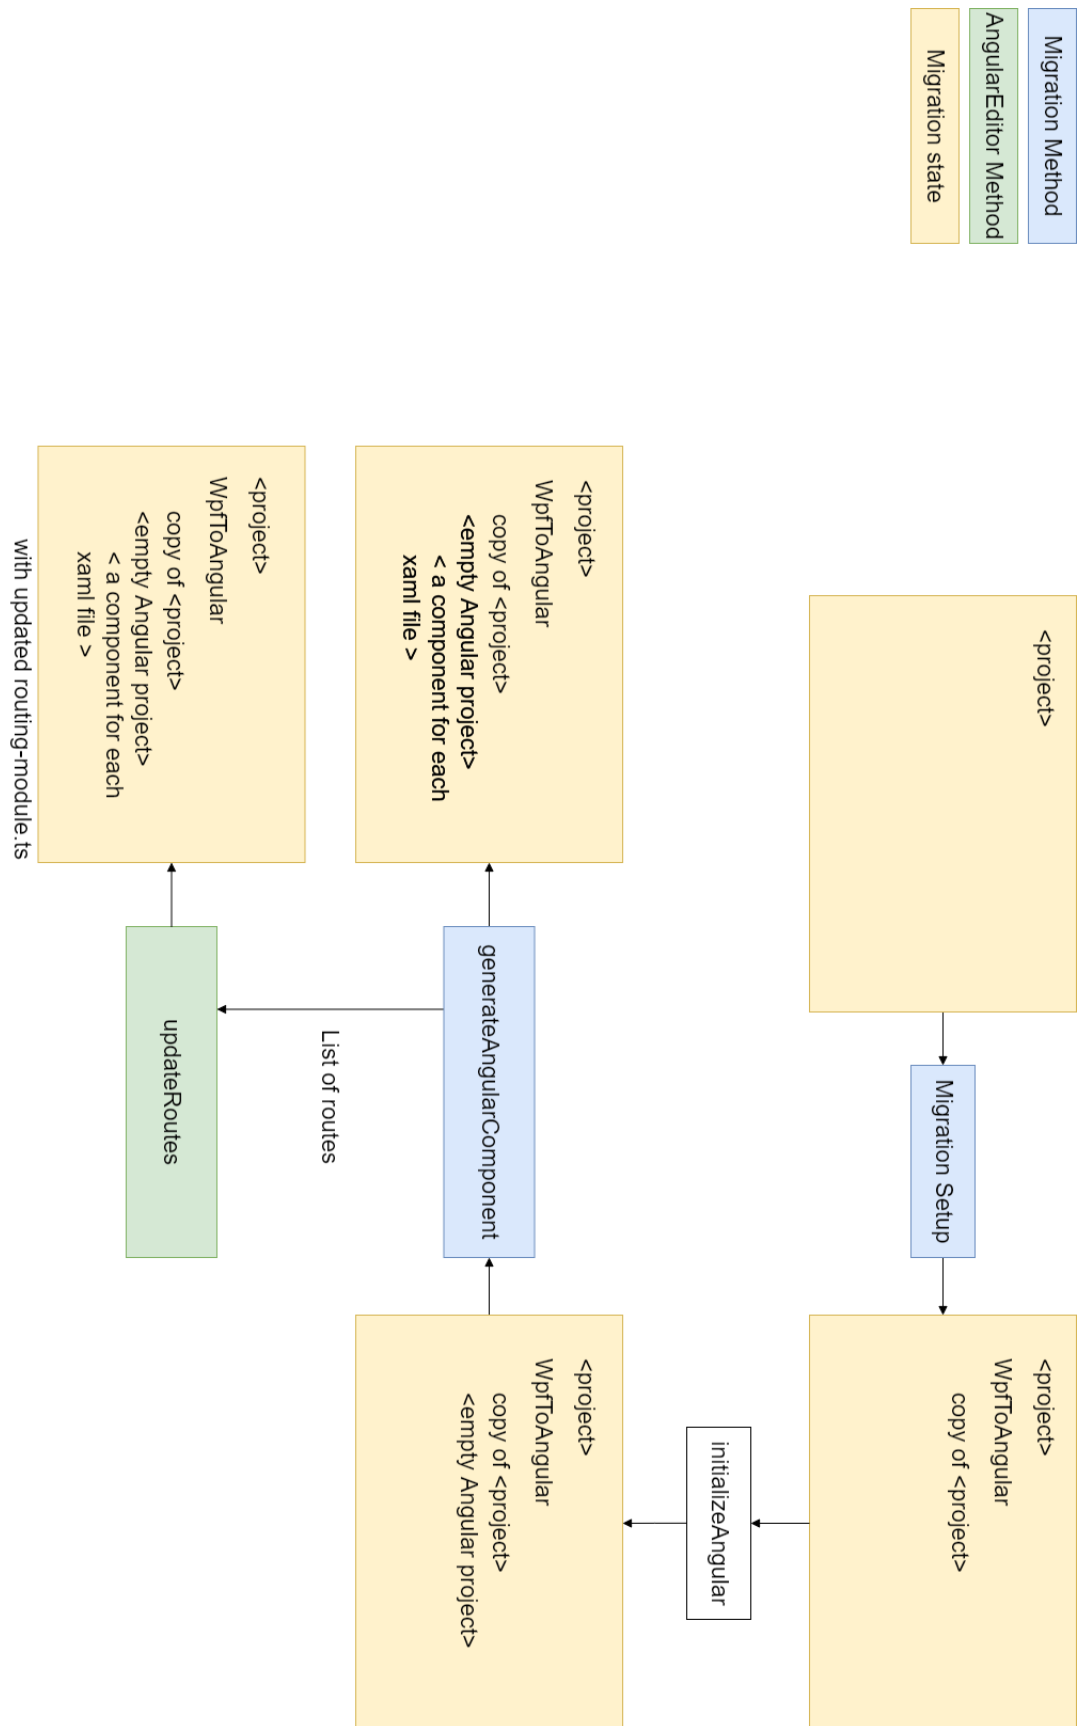 Migration Method
AngularEditor Method
Migration state
<project>
Migration Setup
<project>
WpfToAngular
copy of <project>
initializeAngular
<project>
WpfToAngular
copy of <project>
<empty Angular project>
generateAngularComponent
<project>
WpfToAngular
copy of <project>
<empty Angular project>
< a component for each
xaml file >
List of routes
updateRoutes
<project>
WpfToAngular
copy of <project>
<empty Angular project>
< a component for each
xaml file >
with updated routing-module.ts